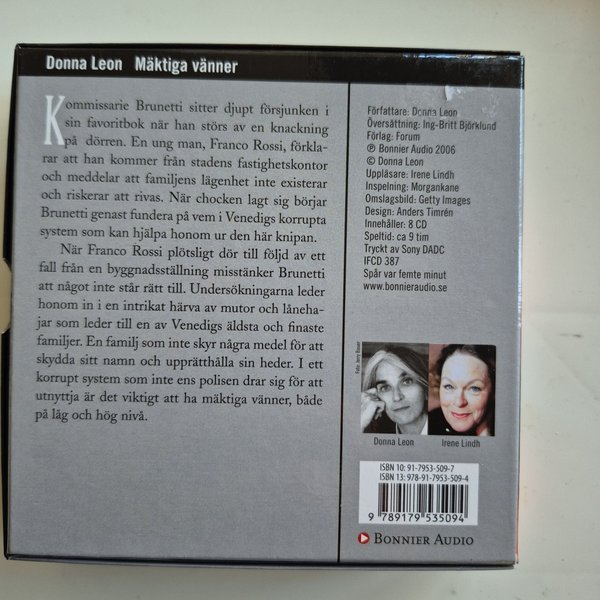 Donna Leon Mäktiga vänner
Kommissarie Brunetti sitter djupt försjunken i
sin favoritbok när han störs av en knackning
på dörren. En ung man, Franco Rossi, förkla-
rar att han kommer från stadens fastighetskontor
och meddelar att familjens lägenhet inte existerar
och riskerar att rivas. När chocken lagt sig börjar
Brunetti genast fundera på vem i Venedigs korrupta
system som kan hjälpa honom ur den här knipan.
När Franco Rossi plötsligt dör till följd av ett
fall från en byggnadsställning misstänker Brunetti
att något inte står rätt till. Undersökningarna leder
honom in i en intrikat härva av mutor och låneha-
jar som leder till en av Venedigs äldsta och finaste
familjer. En familj som inte skyr några medel för att
skydda sitt namn och upprätthålla sin heder. I ett
korrupt system som inte ens polisen drar sig för att
utnyttja är det viktigt att ha mäktiga vänner, både
på låg och hög nivå.
Författare: Donna Leon
Översättning: Ing-Britt Björklund
Förlag: Forum
℗ Bonnier Audio 2006
© Donna Leon
Uppläsare: Irene Lindh
Inspelning: Morgankane
Omslagsbild: Getty Images
Design: Anders Timrén
Innehåller: 8 CD
Speltid: ca 9 tim
Tryckt av Sony DADC
IFCD 387
Spår var femte minut
www.bonnieraudio.se
Foto: Jerry Bauer
Donna Leon
Irene Lindh
ISBN 10: 91-7953-509-7
ISBN 13: 978-91-7953-509-4
9 789179 535094
BONNIER AUDIO